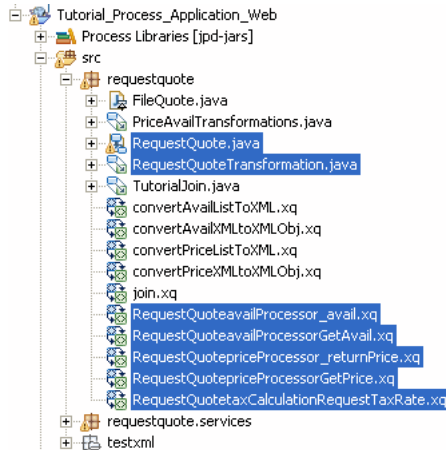 Tutorial_Process_Application_Web
Process Libraries [jpd-jars]
src
requestquote
FileQuote.java
PriceAvailTransformations.java
RequestQuote.java
RequestQuoteTransformation.java
TutorialJoin.java
convertAvailListToXML.xq
convertAvailXMLtoXMLObj.xq
convertPriceListToXML.xq
convertPriceXMLtoXMLObj.xq
join.xq
RequestQuoteavailProcessor_avail.xq
RequestQuoteavailProcessorGetAvail.xq
RequestQuotepriceProcessor_returnPrice.xq
RequestQuotepriceProcessorGetPrice.xq
RequestQuotetaxCalculationRequestTaxRate.xq
requestquote.services
testxml